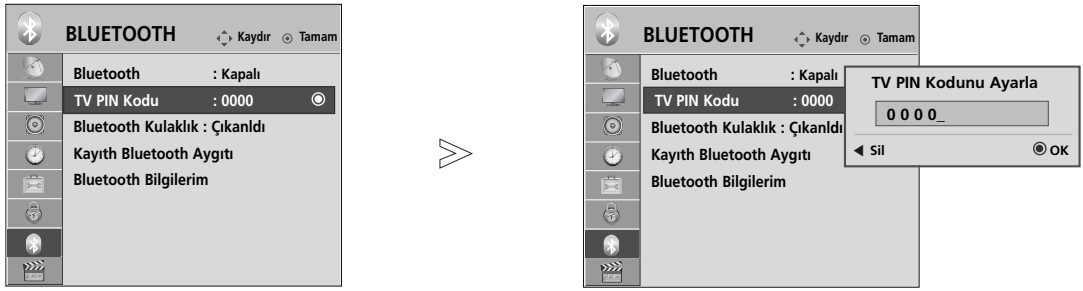 BLUETOOTH Kaydır Tamam
Bluetooth : Kapalı
TV PIN Kodu : 0000
Bluetooth Kulaklık : Çıkanldı
Kayıth Bluetooth Aygıtı
Bluetooth Bilgilerim
BLUETOOTH Kaydır Tamam
Bluetooth : Kapalı
TV PIN Kodu : 0000
Bluetooth Kulaklık : Çıkanldı
Kayıth Bluetooth Aygıtı
Bluetooth Bilgilerim
TV PIN Kodunu Ayarla
0 0 0 0_
◀ Sil OK